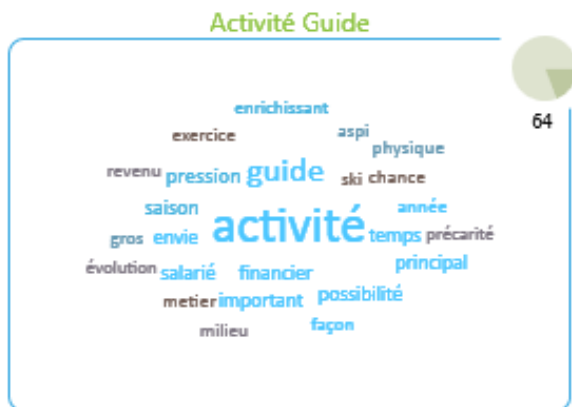 Activité Guide
64
enrichissant
exercice aspi
physique
revenu pression guide ski chance
saison activité année
gros envie temps précarité
évolution salarié financier principal
metier important possibilité
milieu façon